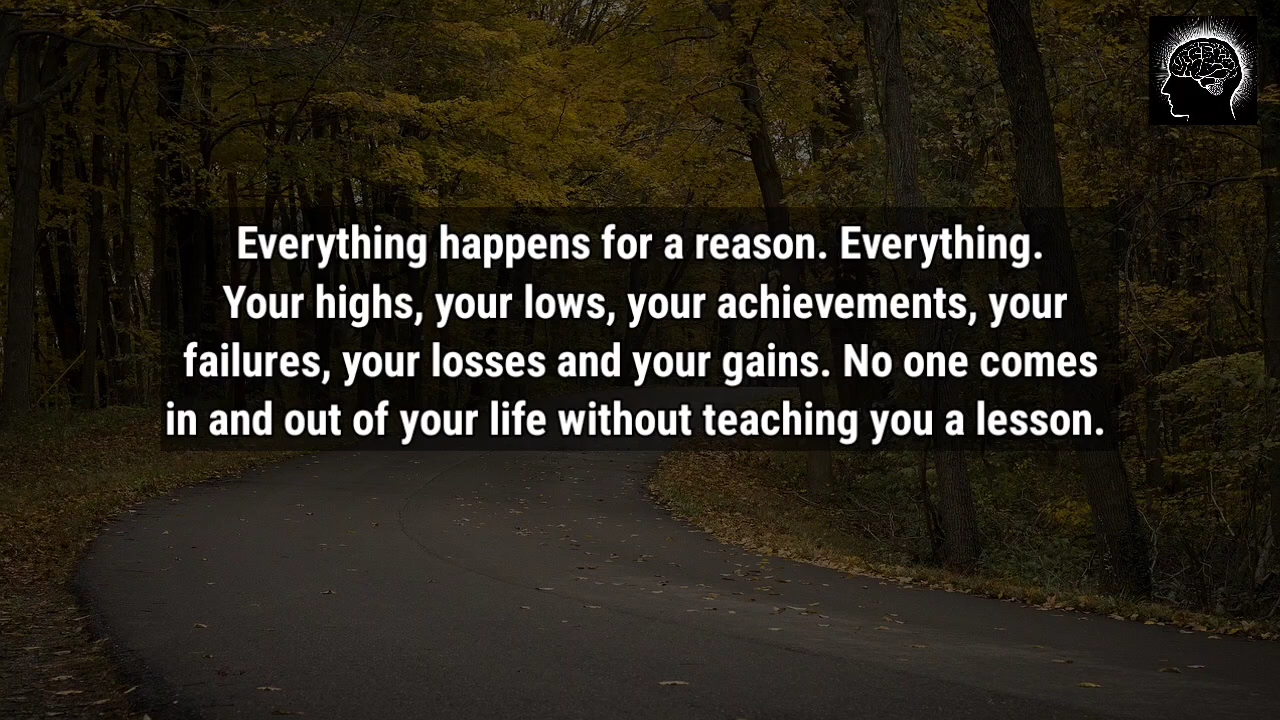 Everything happens for a reason. Everything.
Your highs, your lows, your achievements, your
failures, your losses and your gains. No one comes
in and out of your life without teaching you a lesson.